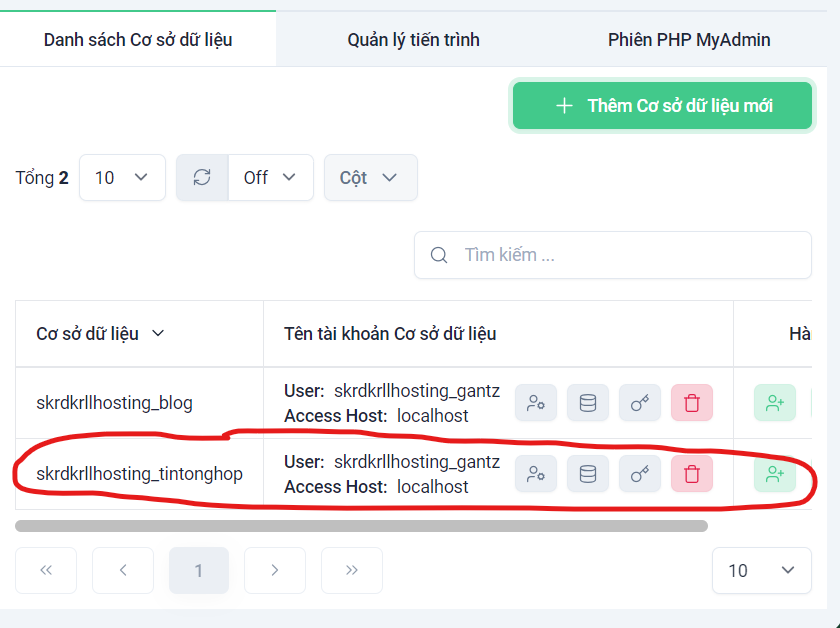 Danh sách Cơ sở dữ liệu Quản lý tiến trình Phiên PHP MyAdmin
Thêm Cơ sở dữ liệu mới
Tổng 2 10 Off Cột
Tìm kiếm ...
Cơ sở dữ liệu Tên tài khoản Cơ sở dữ liệu Hà
skrdkrllhosting_blog
User: skrdkrllhosting_gantz
Access Host: localhost
skrdkrllhosting_tintonghop
User: skrdkrllhosting_gantz
Access Host: localhost
1 10